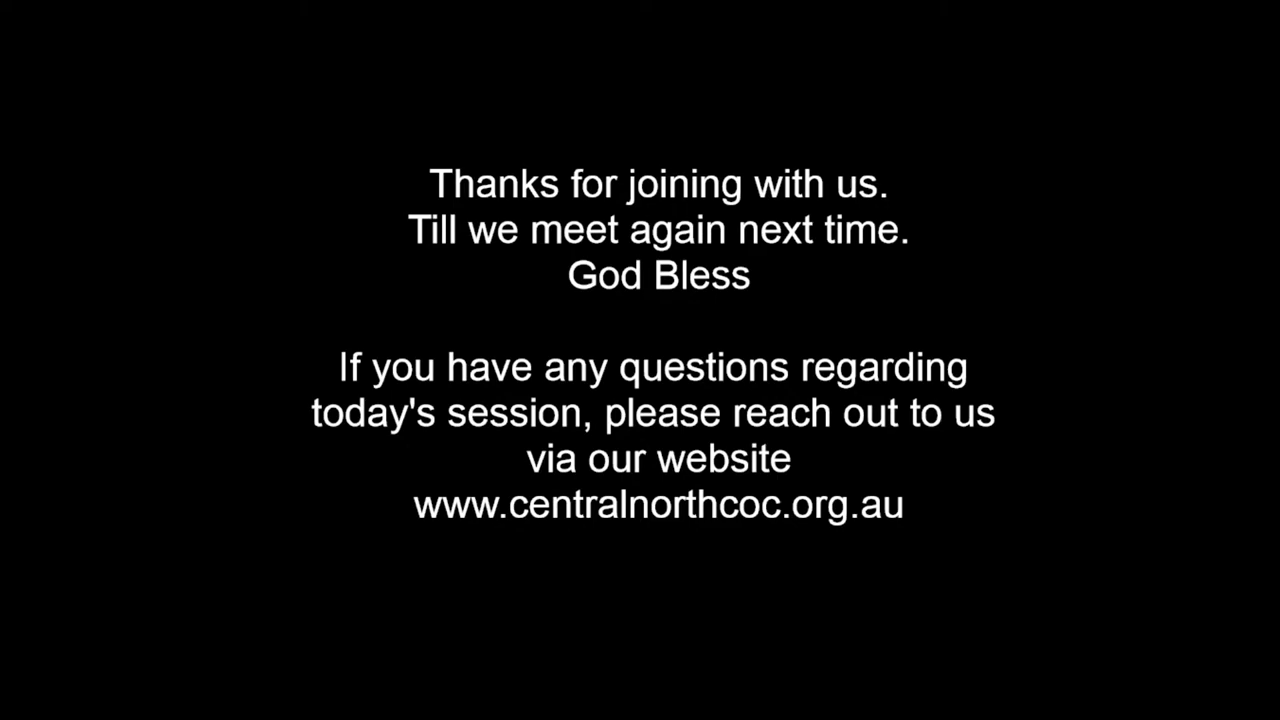 Thanks for joining with us.
Till we meet again next time.
God Bless
If you have any questions regarding
today's session, please reach out to us
via our website
www.centralnorthcoc.org.au